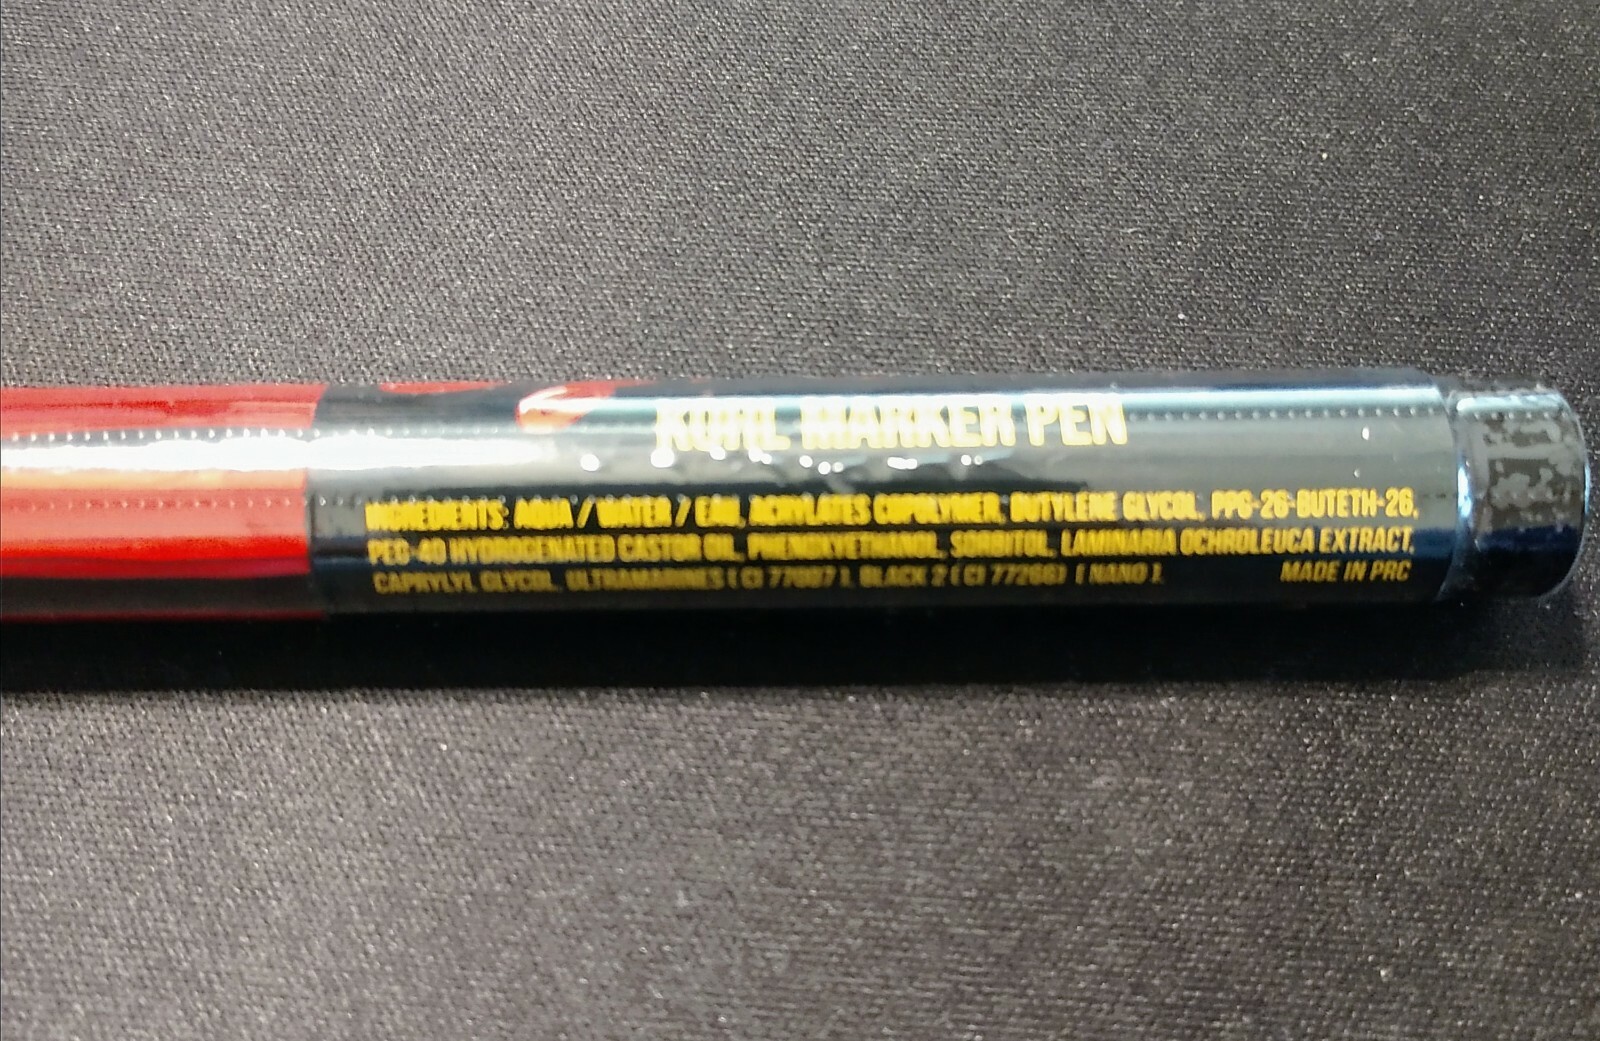 KOHL MARKER PEN
INGREDIENTS: AQUA / WATER / EAU, ACRYLATES COPOLYMER, BUTYLENE GLYCOL, PPG-26-BUTETH-26,
PEG-40 HYDROGENATED CASTOR OIL, PHENOXYETHANOL, SORBITOL, LAMINARIA OCHROLEUCA EXTRACT,
CAPRYLYL GLYCOL, ULTRAMARINES (CI 77007), BLACK 2 (CI 77266) [NANO]. MADE IN PRC